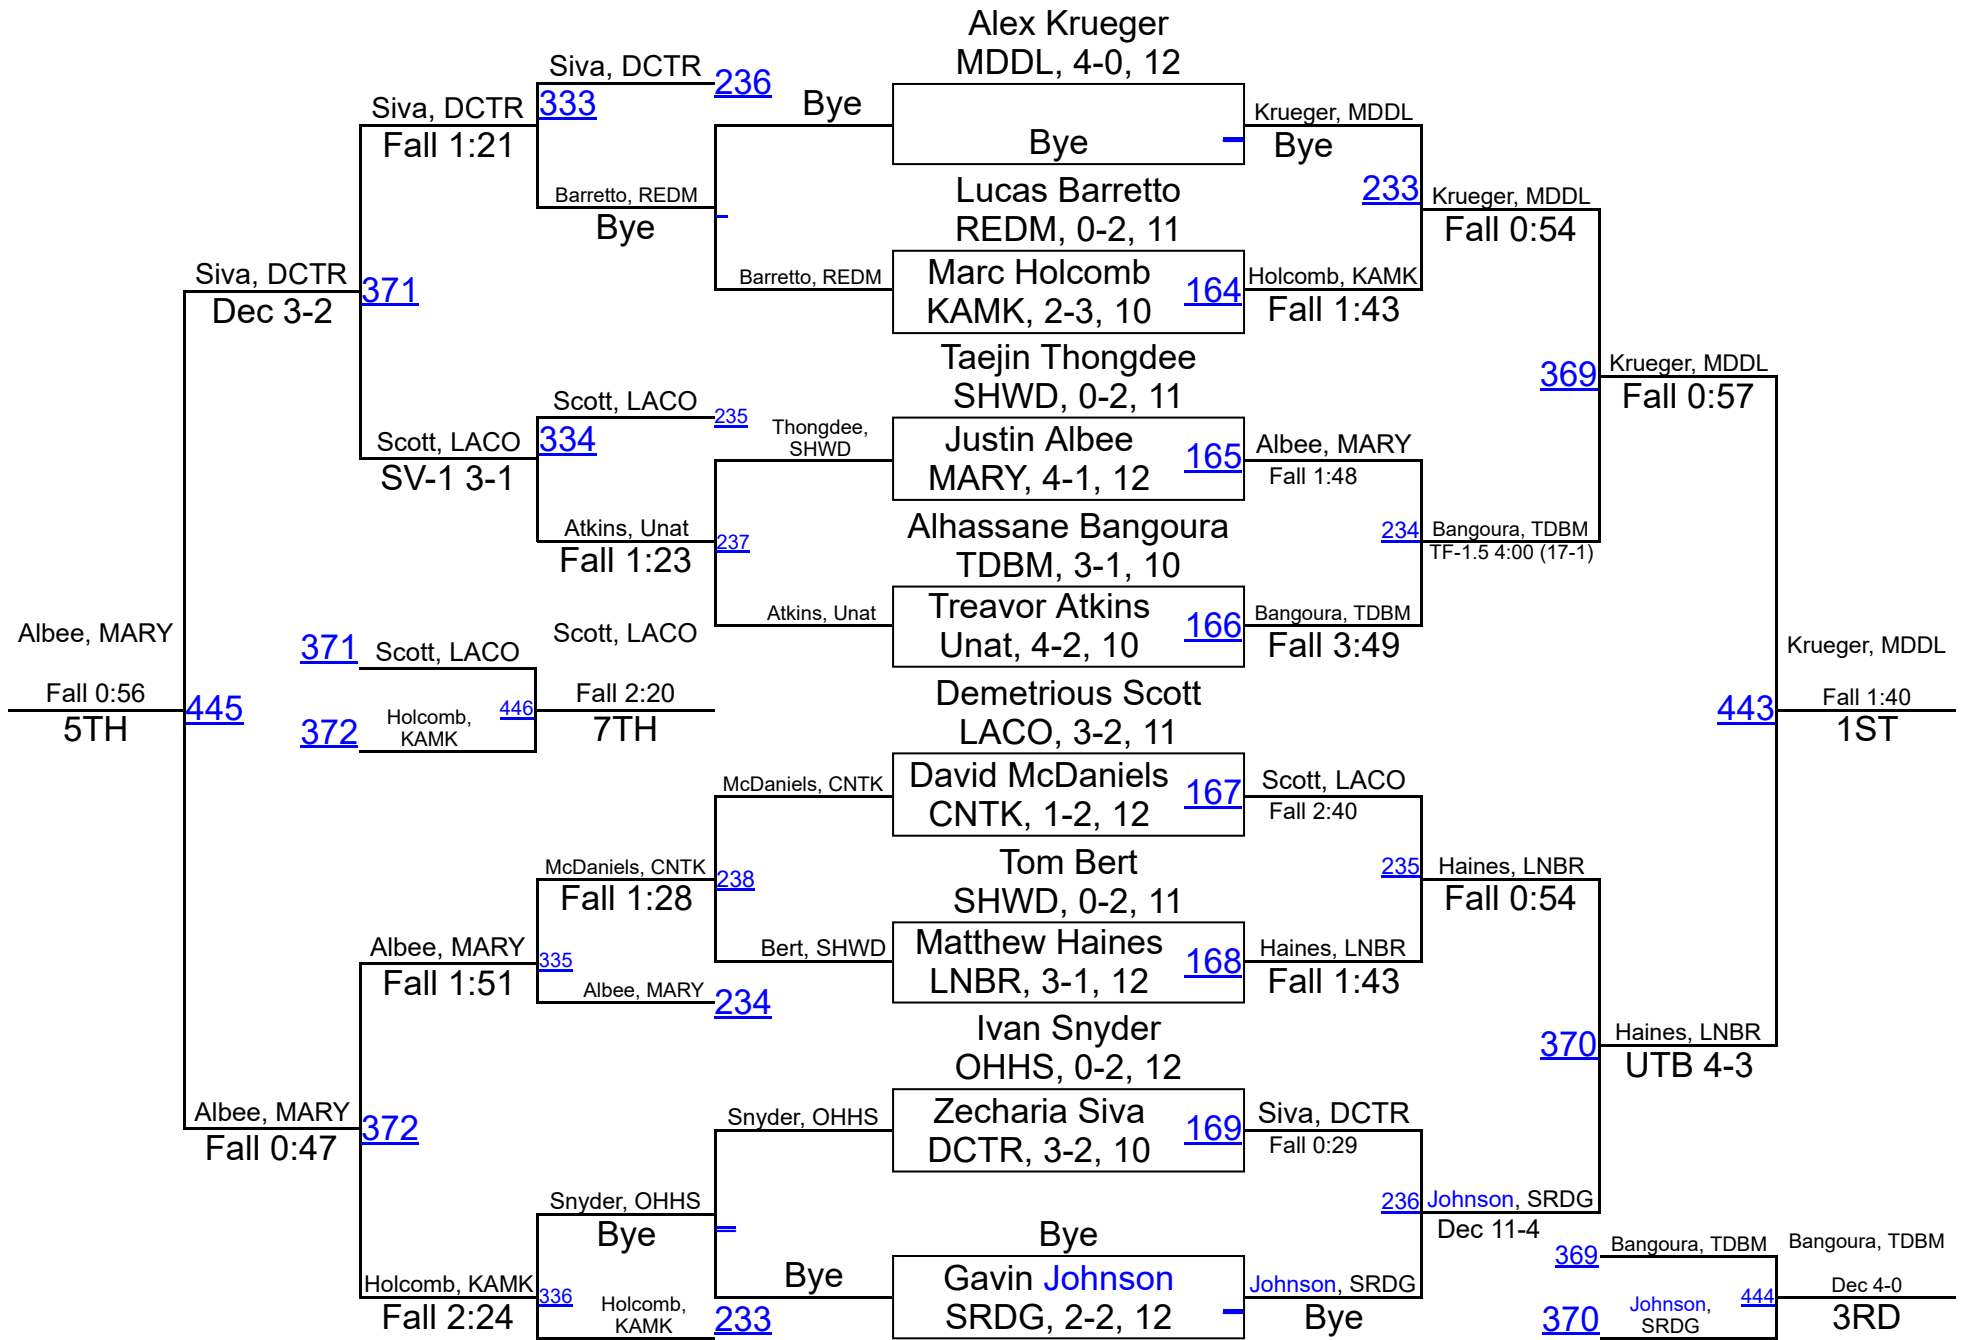 Alex Krueger
MDDL, 4-0, 12
Siva, DCTR
236
333
Bye
Siva, DCTR
Fall 1:21
Bye
Krueger, MDDL
Bye
Lucas Barretto
REDM, 0-2, 11
Barretto, REDM
Bye
233
Krueger, MDDL
Fall 0:54
Siva, DCTR
Dec 3-2
371
Barretto, REDM
Marc Holcomb
KAMK, 2-3, 10
164
Holcomb, KAMK
Fall 1:43
Taejin Thongdee
SHWD, 0-2, 11
369
Krueger, MDDL
Fall 0:57
Scott, LACO
235
334
Scott, LACO
SV-1 3-1
Thongdee,
SHWD
Justin Albee
MARY, 4-1, 12
165
Albee, MARY
Fall 1:48
Atkins, Unat
Fall 1:23
237
Alhassane Bangoura
TDBM, 3-1, 10
234
Bangoura, TDBM
TF-1.5 4:00 (17-1)
Atkins, Unat
Treavor Atkins
Unat, 4-2, 10
166
Bangoura, TDBM
Fall 3:49
Albee, MARY
Fall 0:56
5TH
445
371
Scott, LACO
372
Holcomb,
KAMK
446
Scott, LACO
Fall 2:20
7TH
Demetrious Scott
LACO, 3-2, 11
443
Krueger, MDDL
Fall 1:40
1ST
McDaniels, CNTK
David McDaniels
CNTK, 1-2, 12
167
Scott, LACO
Fall 2:40
McDaniels, CNTK
Fall 1:28
238
Tom Bert
SHWD, 0-2, 11
235
Haines, LNBR
Fall 0:54
Albee, MARY
Fall 1:51
335
Albee, MARY
234
Bert, SHWD
Matthew Haines
LNBR, 3-1, 12
168
Haines, LNBR
Fall 1:43
Ivan Snyder
OHHS, 0-2, 12
370
Haines, LNBR
UTB 4-3
Albee, MARY
Fall 0:47
372
Snyder, OHHS
Zecharia Siva
DCTR, 3-2, 10
169
Siva, DCTR
Fall 0:29
Snyder, OHHS
Bye
Bye
236
Johnson, SRDG
Dec 11-4
Holcomb, KAMK
Fall 2:24
336
Holcomb,
KAMK
233
Bye
Gavin Johnson
SRDG, 2-2, 12
Johnson, SRDG
Bye
369
Bangoura, TDBM
370
Johnson,
SRDG
444
Bangoura, TDBM
Dec 4-0
3RD